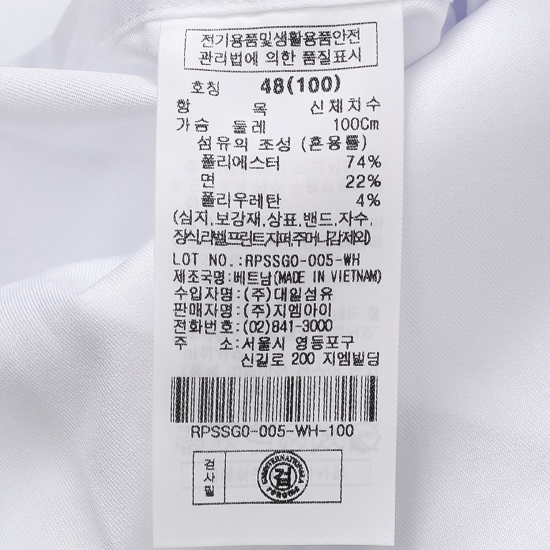 전기용품및생활용품안전
관리법에 의한 품질표시
호칭 48(100)
항 목 신체치수
가슴 둘레 100Cm
섬유의 조성 (혼용률)
폴리에스터 74%
면 22%
폴리우레탄 4%
(심지,보강재,상표,밴드,자수,
장식,라벨,프린트,지퍼,주머니감제외)
LOT NO.:RPSSG0-005-WH
제조국명:베트남(MADE IN VIETNAM)
수입자명:(주)대일섬유
판매자명:(주)지엠아이
전화번호:(02)841-3000
주 소:서울시 영등포구
신길로 200 지엠빌딩
RPSSG0-005-WH-100
검사필
검